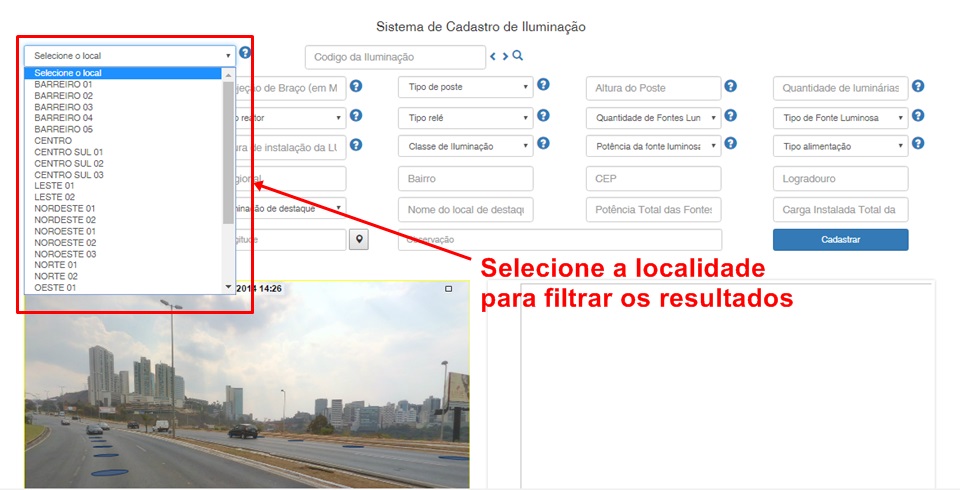 Sistema de Cadastro de Iluminação
Selecione o local
Codigo da Iluminação
Selecione o local
BARREIRO 01
BARREIRO 02
BARREIRO 03
BARREIRO 04
BARREIRO 05
CENTRO
CENTRO SUL 01
CENTRO SUL 02
CENTRO SUL 03
LESTE 01
LESTE 02
NORDESTE 01
NORDESTE 02
NOROESTE 01
NOROESTE 02
NOROESTE 03
NORTE 01
NORTE 02
OESTE 01
jeção de Braço (em M
Tipo de poste
Altura do Poste
Quantidade de luminárias
reator
Tipo relé
Quantidade de Fontes Lun
Tipo de Fonte Luminosa
ura de instalação da LU
Classe de Iluminação
Potência da fonte luminosa
Tipo alimentação
gional
Bairro
CEP
Logradouro
minação de destaque
Nome do local de destaqu
Potência Total das Fontes
Carga Instalada Total da
gitude
Observação
Cadastrar
Selecione a localidade
para filtrar os resultados
2014 14:26